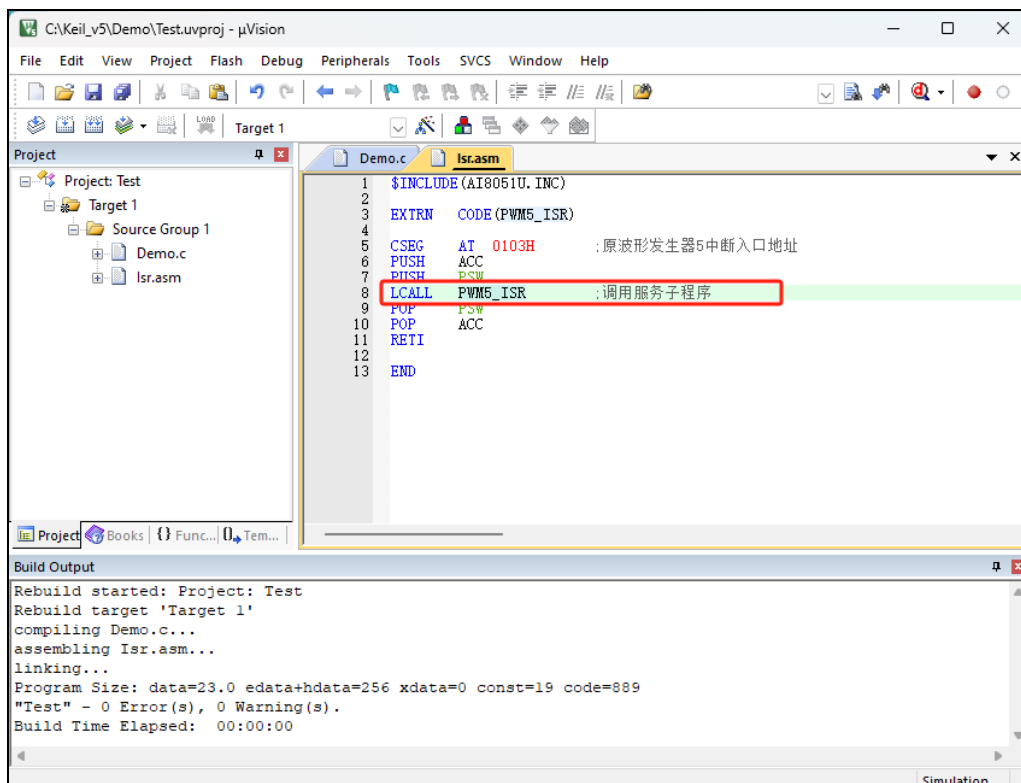 C:\Keil_v5\Demo\Test.uvproj - µVision
File Edit View Project Flash Debug Peripherals Tools SVCS Window Help
LOAD Target 1
Project
Demo.c Isr.asm
Project: Test
Target 1
Source Group 1
Demo.c
Isr.asm
1 $INCLUDE(AI8051U.INC)
2
3 EXTRN CODE(PWM5_ISR)
4
5 CSEG AT 0103H ;原波形发生器5中断入口地址
6 PUSH ACC
7 PUSH PSW
8 LCALL PWM5_ISR ;调用服务子程序
9 POP PSW
10 POP ACC
11 RETI
12
13 END
Project Books {} Func... 0 Tem...
Build Output
Rebuild started: Project: Test
Rebuild target 'Target 1'
compiling Demo.c...
assembling Isr.asm...
linking...
Program Size: data=23.0 edata+hdata=256 xdata=0 const=19 code=889
"Test" - 0 Error(s), 0 Warning(s).
Build Time Elapsed: 00:00:00
Simulation